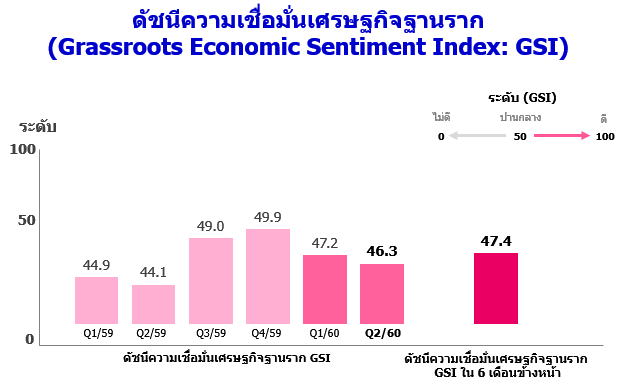 ดัชนีความเชื่อมั่นเศรษฐกิจฐานราก
(Grassroots Economic Sentiment Index: GSI)
ระดับ (GSI)
ไม่ดี ปานกลาง ดี
0 50 100
ระดับ
100
50
0
44.9 44.1 49.0 49.9 47.2 46.3 47.4
Q1/59 Q2/59 Q3/59 Q4/59 Q1/60 Q2/60
ดัชนีความเชื่อมั่นเศรษฐกิจฐานราก GSI
ดัชนีความเชื่อมั่นเศรษฐกิจฐานราก
GSI ใน 6 เดือนข้างหน้า